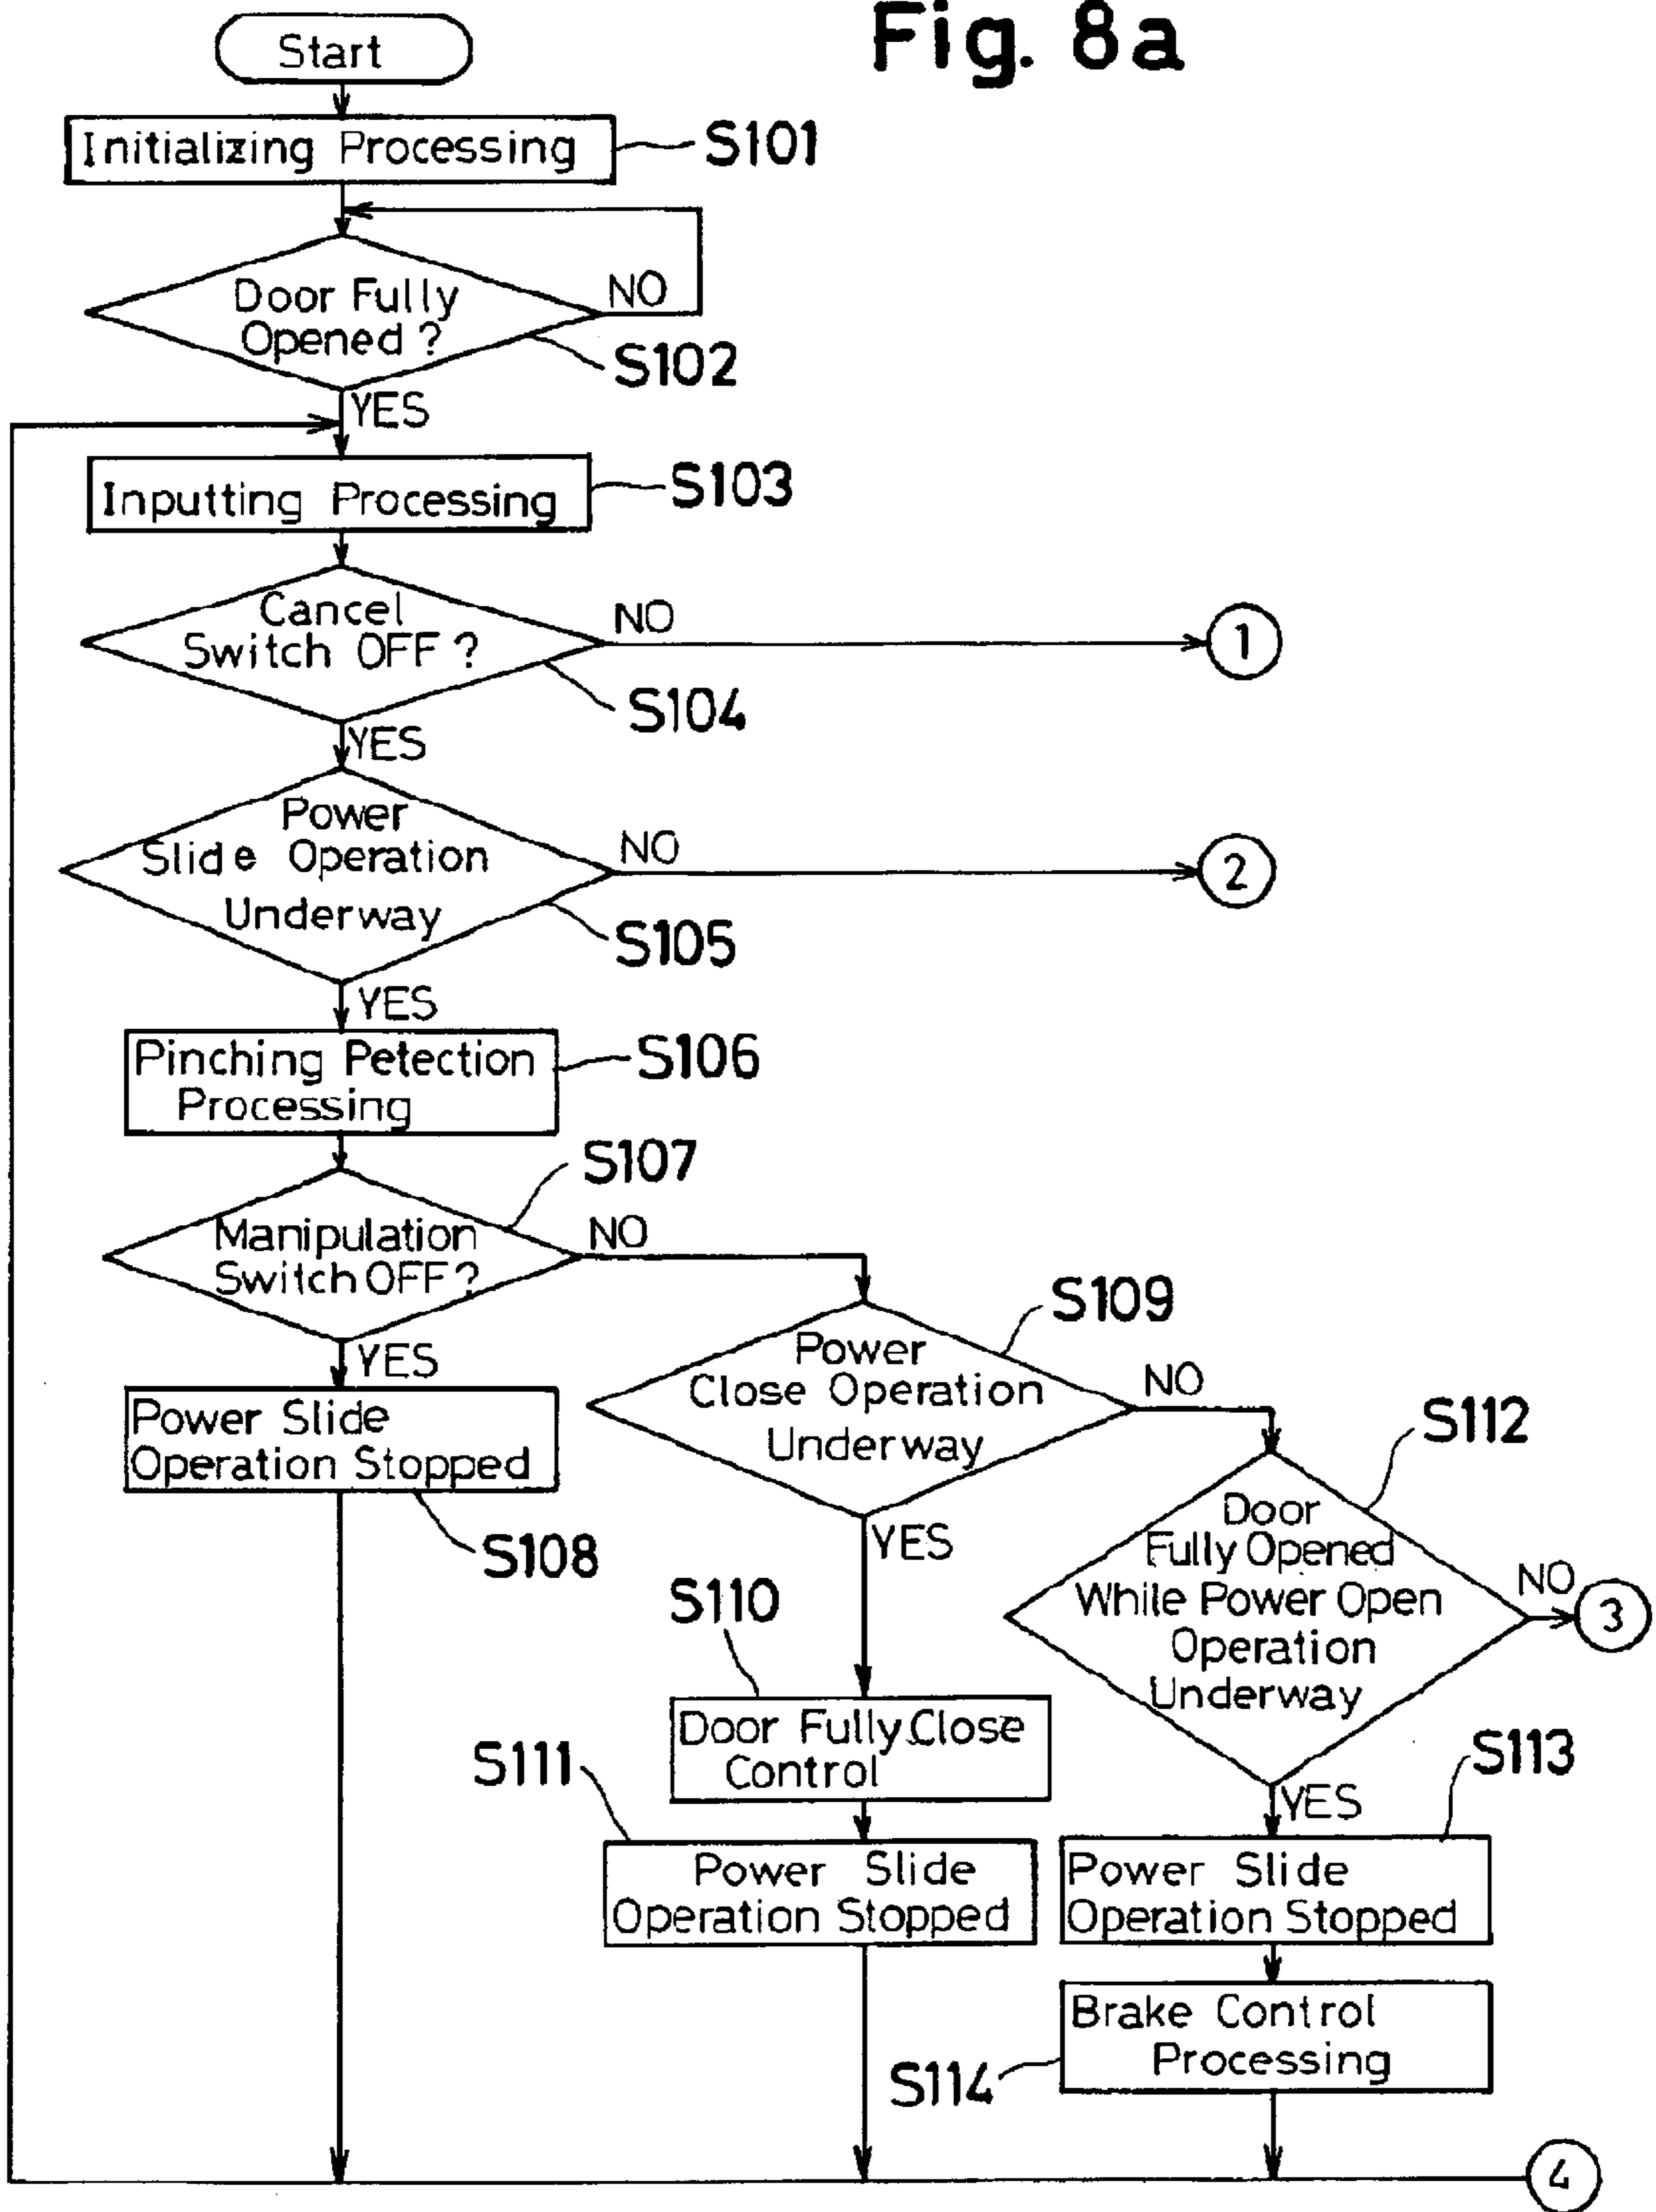 Fig. 8a
Start
Initializing Processing
S101
Door Fully
Opened ?
NO
S102
YES
Inputting Processing
S103
Cancel
Switch OFF ?
NO
1
S104
YES
Power
Slide Operation
Underway
NO
2
S105
YES
Pinching Petection
Processing
S106
S107
Manipulation
Switch OFF ?
NO
YES
Power Slide
Operation Stopped
S108
S109
Power
Close Operation
Underway
NO
YES
S110
Door Fully Close
Control
S111
Power Slide
Operation Stopped
S112
Door
Fully Opened
While Power Open
Operation
Underway
NO
3
YES
S113
Power Slide
Operation Stopped
Brake Control
Processing
S114
4